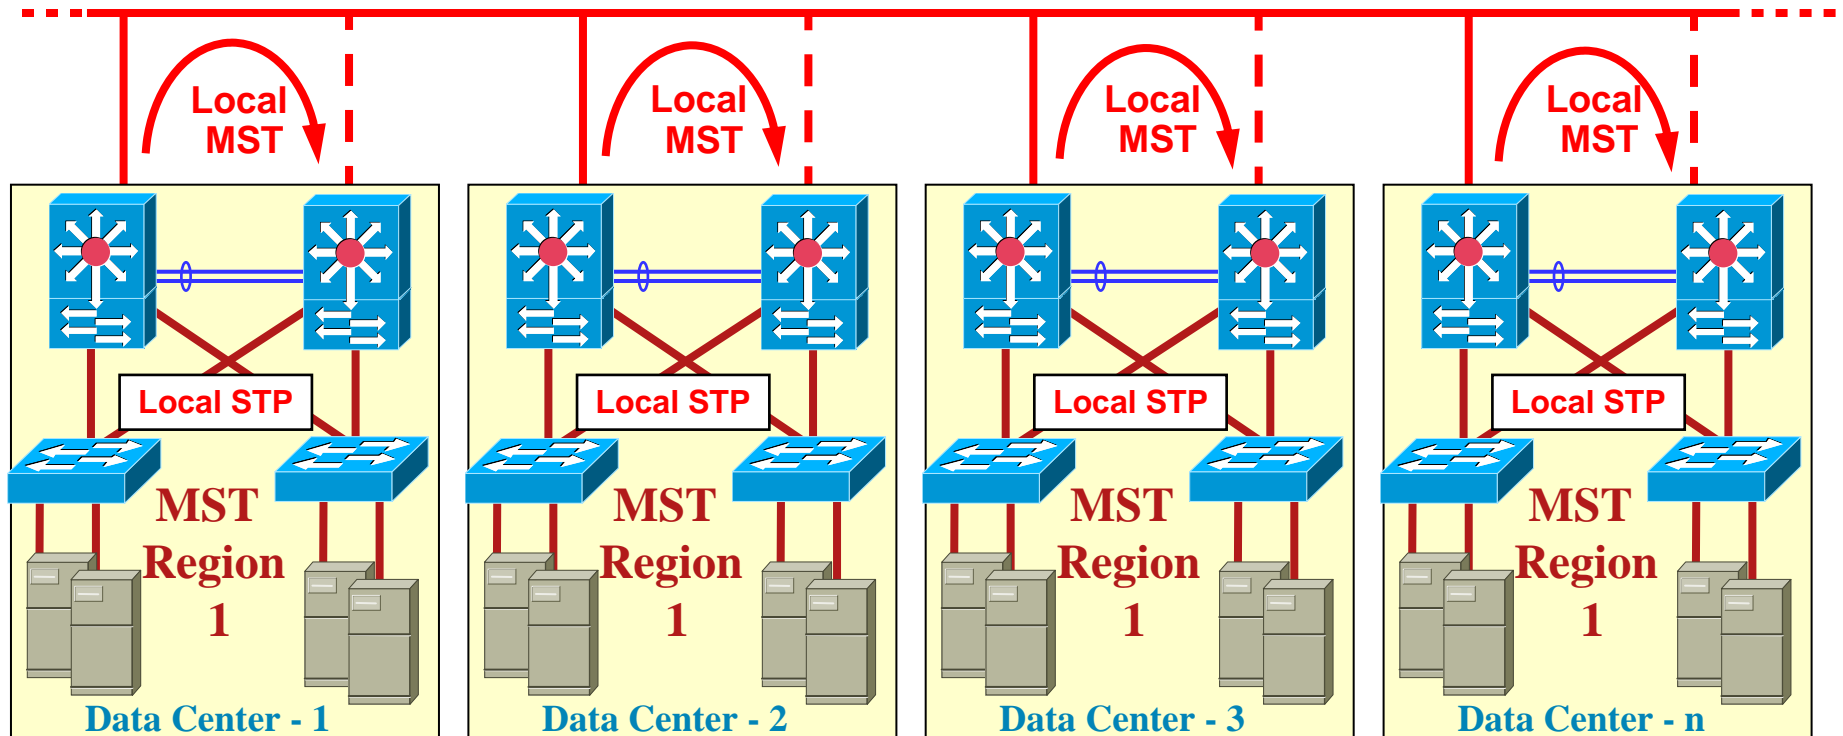 Local
MST
Local
MST
Local
MST
Local
MST
Local STP
Local STP
Local STP
Local STP
MST
Region
1
MST
Region
1
MST
Region
1
MST
Region
1
Data Center - 1
Data Center - 2
Data Center - 3
Data Center - n